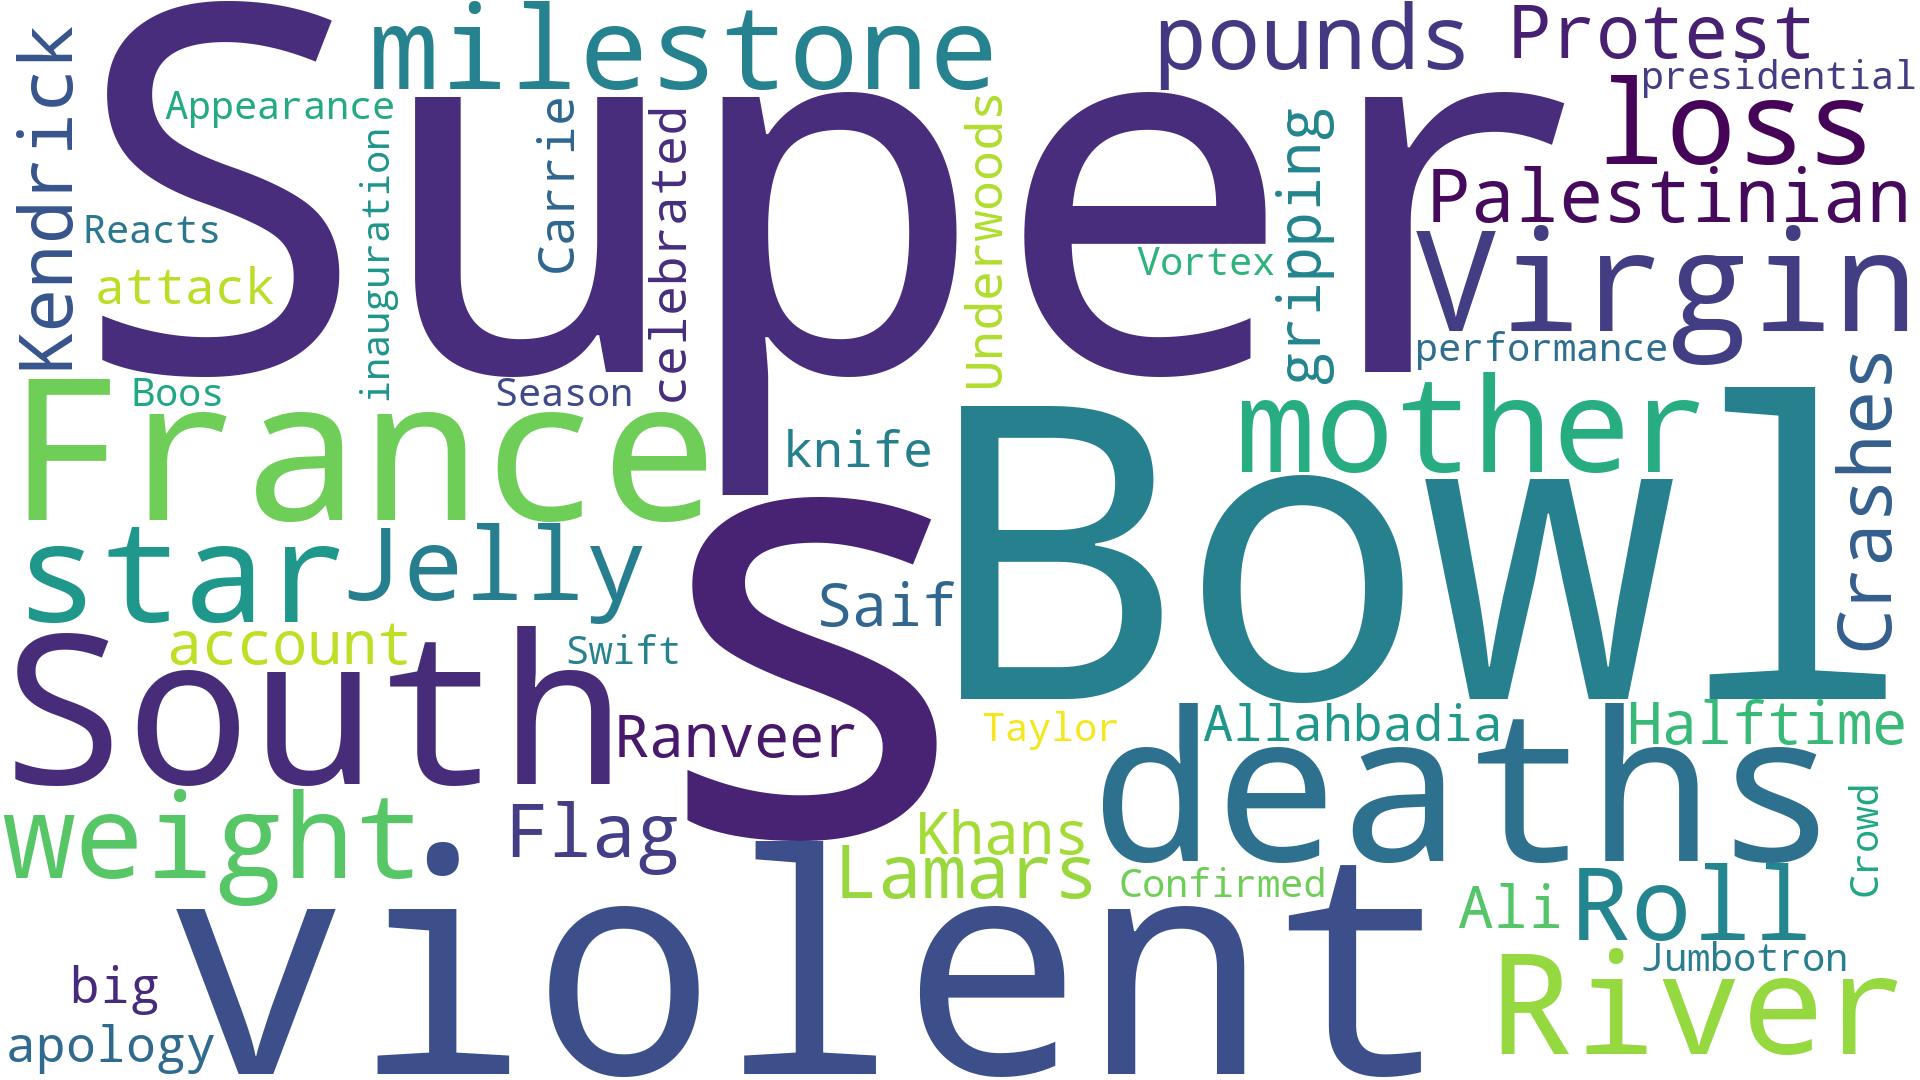 Super
milestone
pounds
Protest
presidential
Kendrick
Appearance
inauguration
Carrie
celebrated
Underwoods
gripping
loss
Palestinian
Reacts
attack
Vortex
Virgin
performance
Boos
Season
France
knife
Bowl
mother
Crashes
star
Jelly
s
Saif
South
account
Swift
Ranveer
Taylor
Allahbadia
Halftime
deaths
weight
Flag
Khans
Lamars
Confirmed
Ali
Roll
Crowd
violent
big
apology
Jumbotron
River